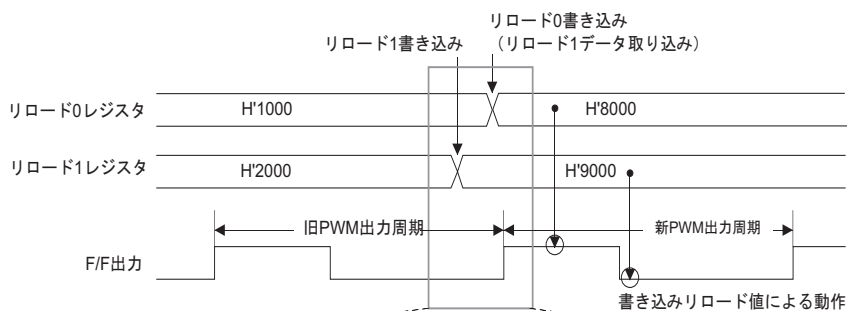 リロード0書き込み
リロード1書き込み （リロード1データ取り込み）
リロード0レジスタ H'1000 H'8000
リロード1レジスタ H'2000 H'9000
旧PWM出力周期 新PWM出力周期
F/F出力
書き込みリロード値による動作